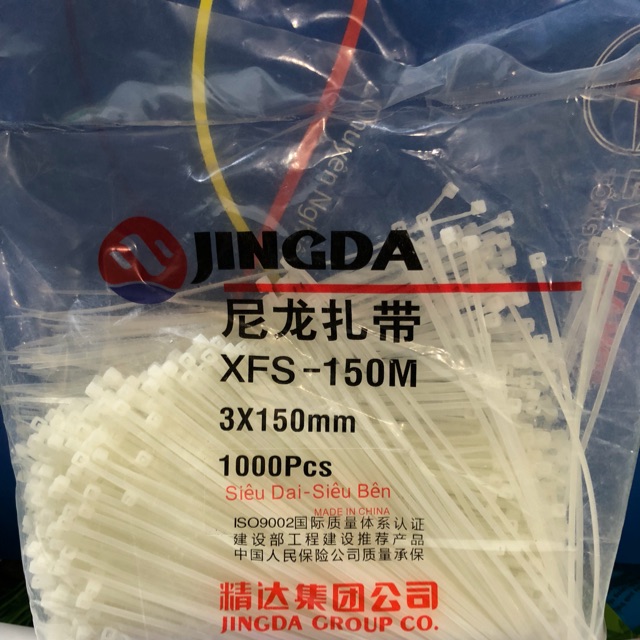 JINGDA
尼龙扎带
XFS-150M
3X150mm
1000Pcs
Siêu Dai-Siêu Bên
MADE IN CHINA
ISO9002国际质量体系认证
建设部工程建设推荐产品
中国人民保险公司质量承保
精达集团公司
JINGDA GROUP CO.